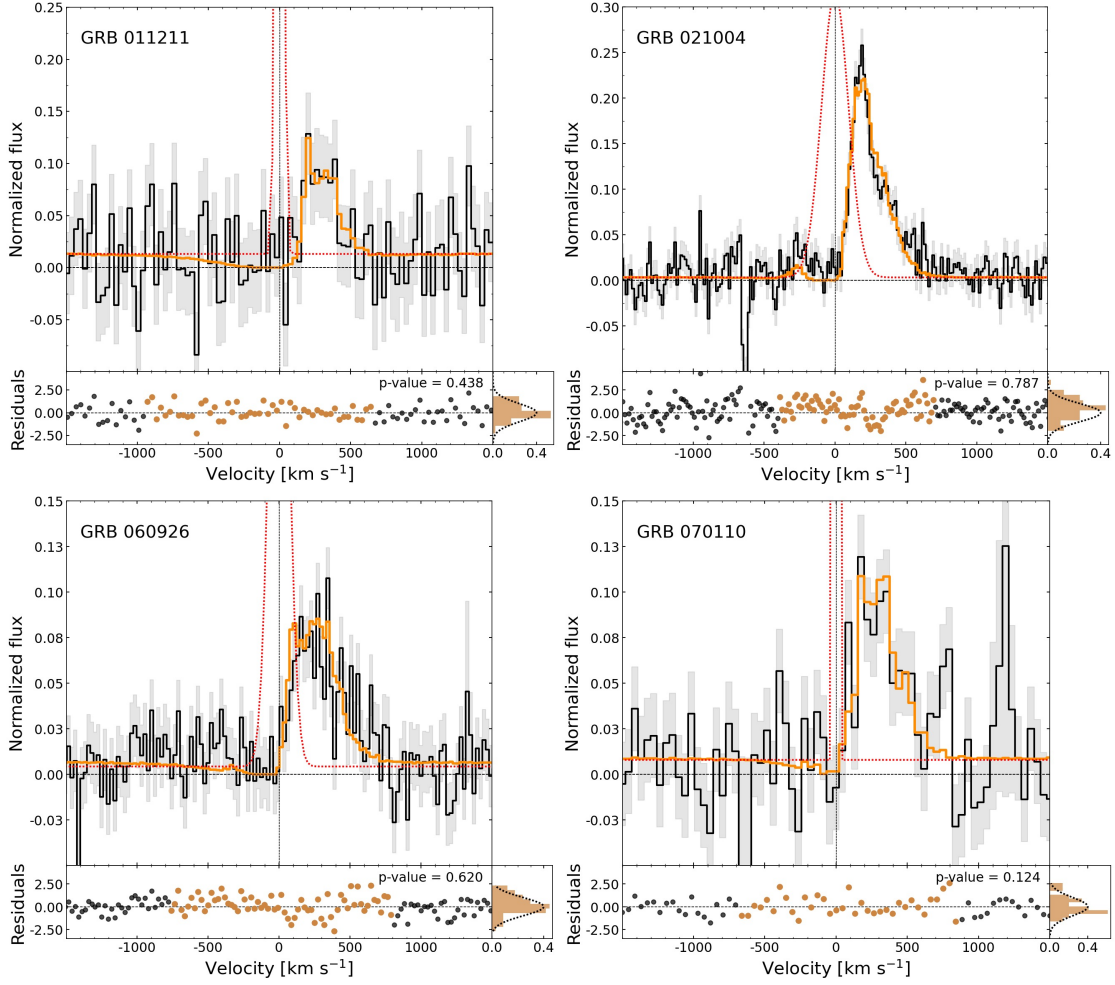 GRB 011211
Normalized flux
0.25
0.20
0.15
0.10
0.05
0.00
-0.05
Residuals
2.50
0.00
-2.50
p-value = 0.438
-1000 -500 0 500 1000 0.0 0.4
Velocity [km s⁻¹]
GRB 021004
Normalized flux
0.30
0.25
0.20
0.15
0.10
0.05
0.00
-0.05
Residuals
2.50
0.00
-2.50
p-value = 0.787
-1000 -500 0 500 1000 0.0 0.4
Velocity [km s⁻¹]
GRB 060926
Normalized flux
0.15
0.13
0.10
0.08
0.05
0.03
0.00
-0.03
Residuals
2.50
0.00
-2.50
p-value = 0.620
-1000 -500 0 500 1000 0.0 0.4
Velocity [km s⁻¹]
GRB 070110
Normalized flux
0.15
0.13
0.10
0.08
0.05
0.03
0.00
-0.03
Residuals
2.50
0.00
-2.50
p-value = 0.124
-1000 -500 0 500 1000 0.0 0.4
Velocity [km s⁻¹]